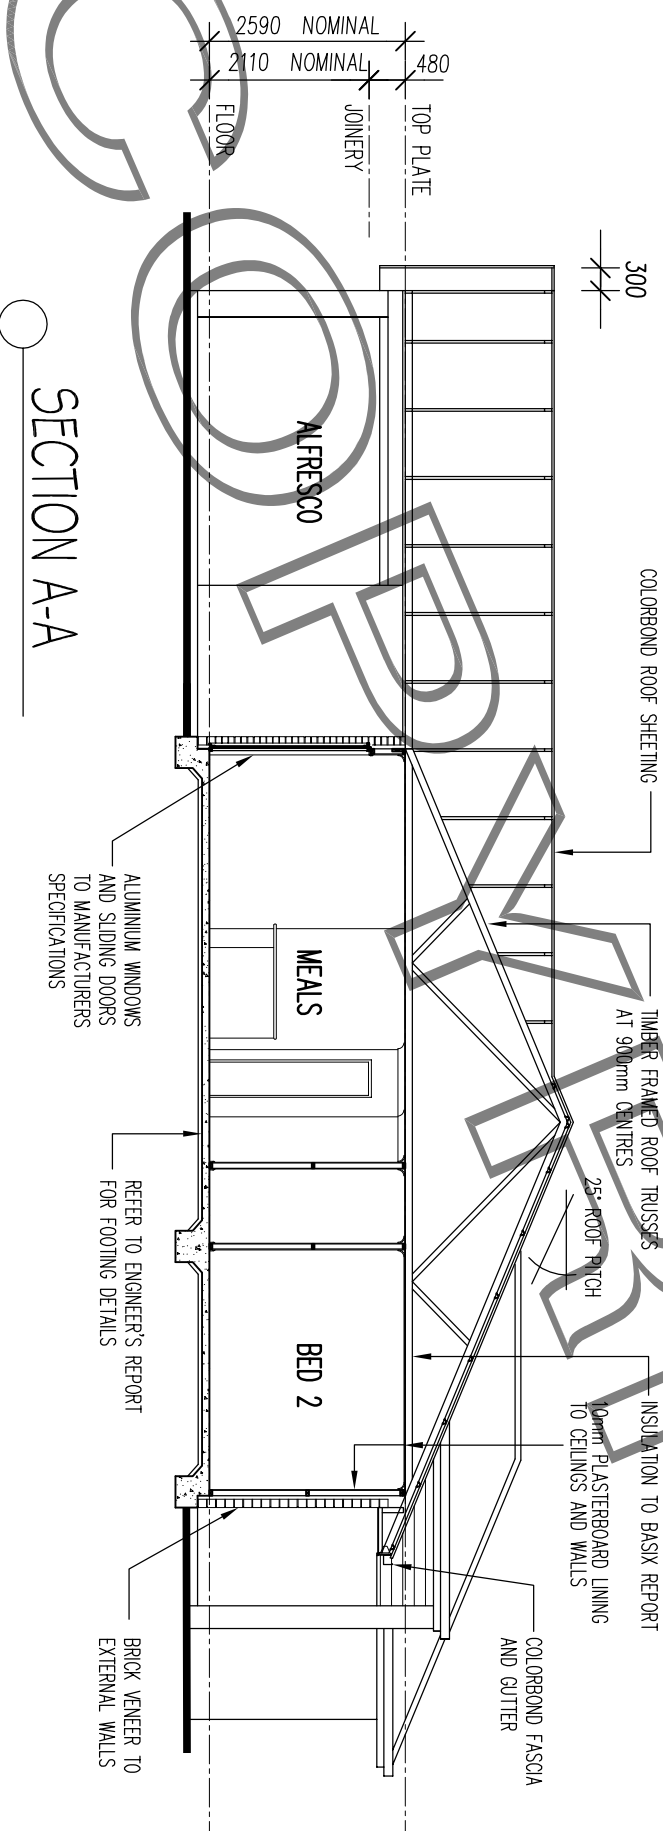 2590 NOMINAL
2110 NOMINAL
480
FLOOR
JOINERY
TOP PLATE
300
COLORBOND ROOF SHEETING
TIMBER FRAMED ROOF TRUSSES
AT 900mm CENTRES
25° ROOF PITCH
INSULATION TO BASIX REPORT
10mm PLASTERBOARD LINING
TO CEILINGS AND WALLS
COLORBOND FASCIA
AND GUTTER
ALFRESCO
MEALS
BED 2
ALUMINIUM WINDOWS
AND SLIDING DOORS
TO MANUFACTURERS
SPECIFICATIONS
REFER TO ENGINEER'S REPORT
FOR FOOTING DETAILS
BRICK VENEER TO
EXTERNAL WALLS
SECTION A-A
COPYR